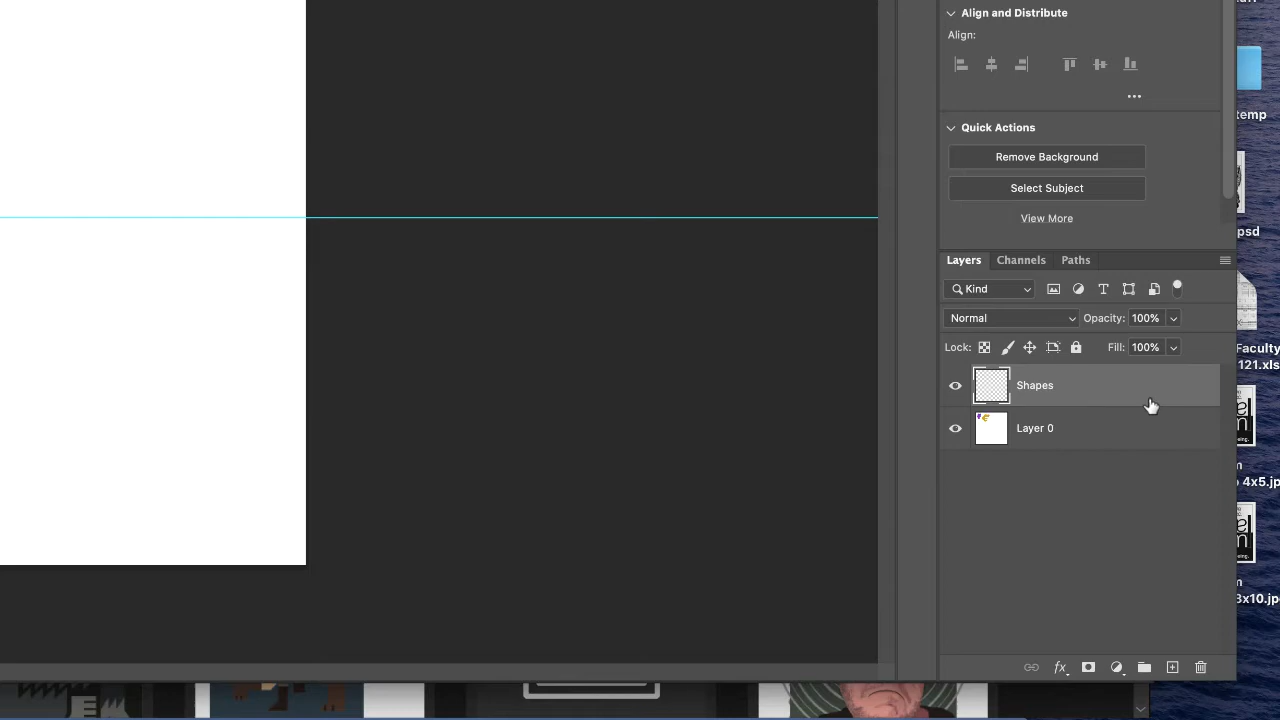 Align and Distribute
Align:
temp
Quick Actions
Remove Background
Select Subject
View More
psd
Layers Channels Paths
Kind
Normal Opacity: 100%
Lock: Fill: 100%
Faculty
121.xls
Shapes
Layer 0
4x5.jp
fx
8x10.jp